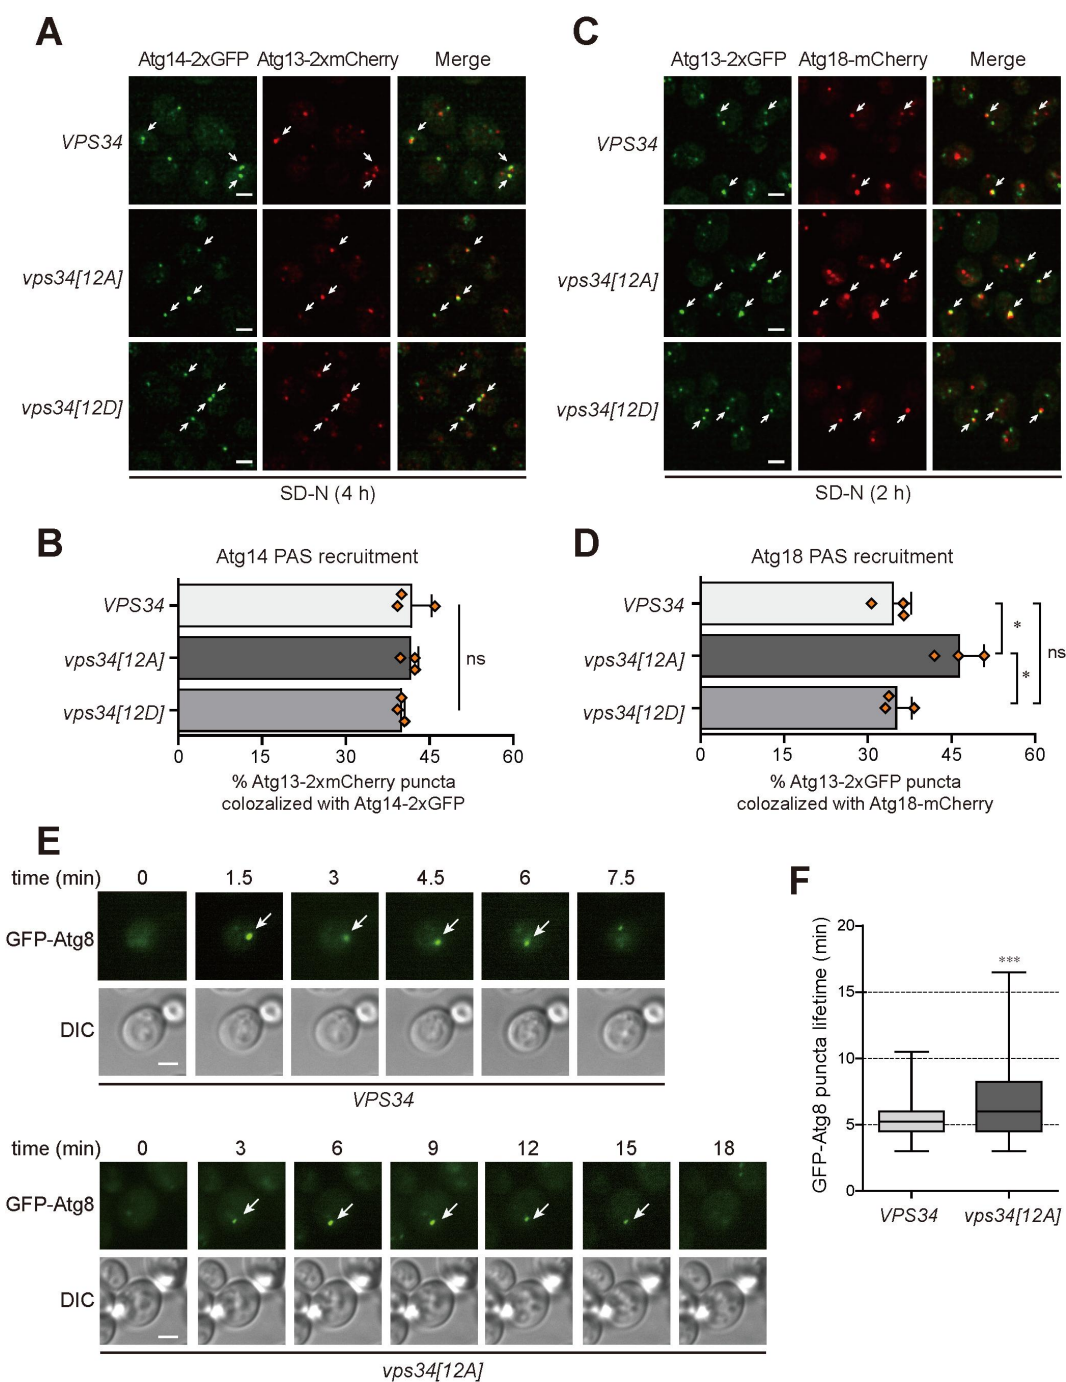 A
Atg14-2xGFP Atg13-2xmCherry Merge
VPS34
vps34[12A]
vps34[12D]
SD-N (4 h)
C
Atg13-2xGFP Atg18-mCherry Merge
VPS34
vps34[12A]
vps34[12D]
SD-N (2 h)
B
Atg14 PAS recruitment
VPS34
vps34[12A]
vps34[12D]
ns
0 15 30 45 60
% Atg13-2xmCherry puncta
colozalized with Atg14-2xGFP
D
Atg18 PAS recruitment
VPS34
vps34[12A]
vps34[12D]
*
*
ns
0 15 30 45 60
% Atg13-2xGFP puncta
colozalized with Atg18-mCherry
E
time (min) 0 1.5 3 4.5 6 7.5
GFP-Atg8
DIC
VPS34
time (min) 0 3 6 9 12 15 18
GFP-Atg8
DIC
vps34[12A]
F
GFP-Atg8 puncta lifetime (min)
20
15
10
5
0
***
VPS34 vps34[12A]